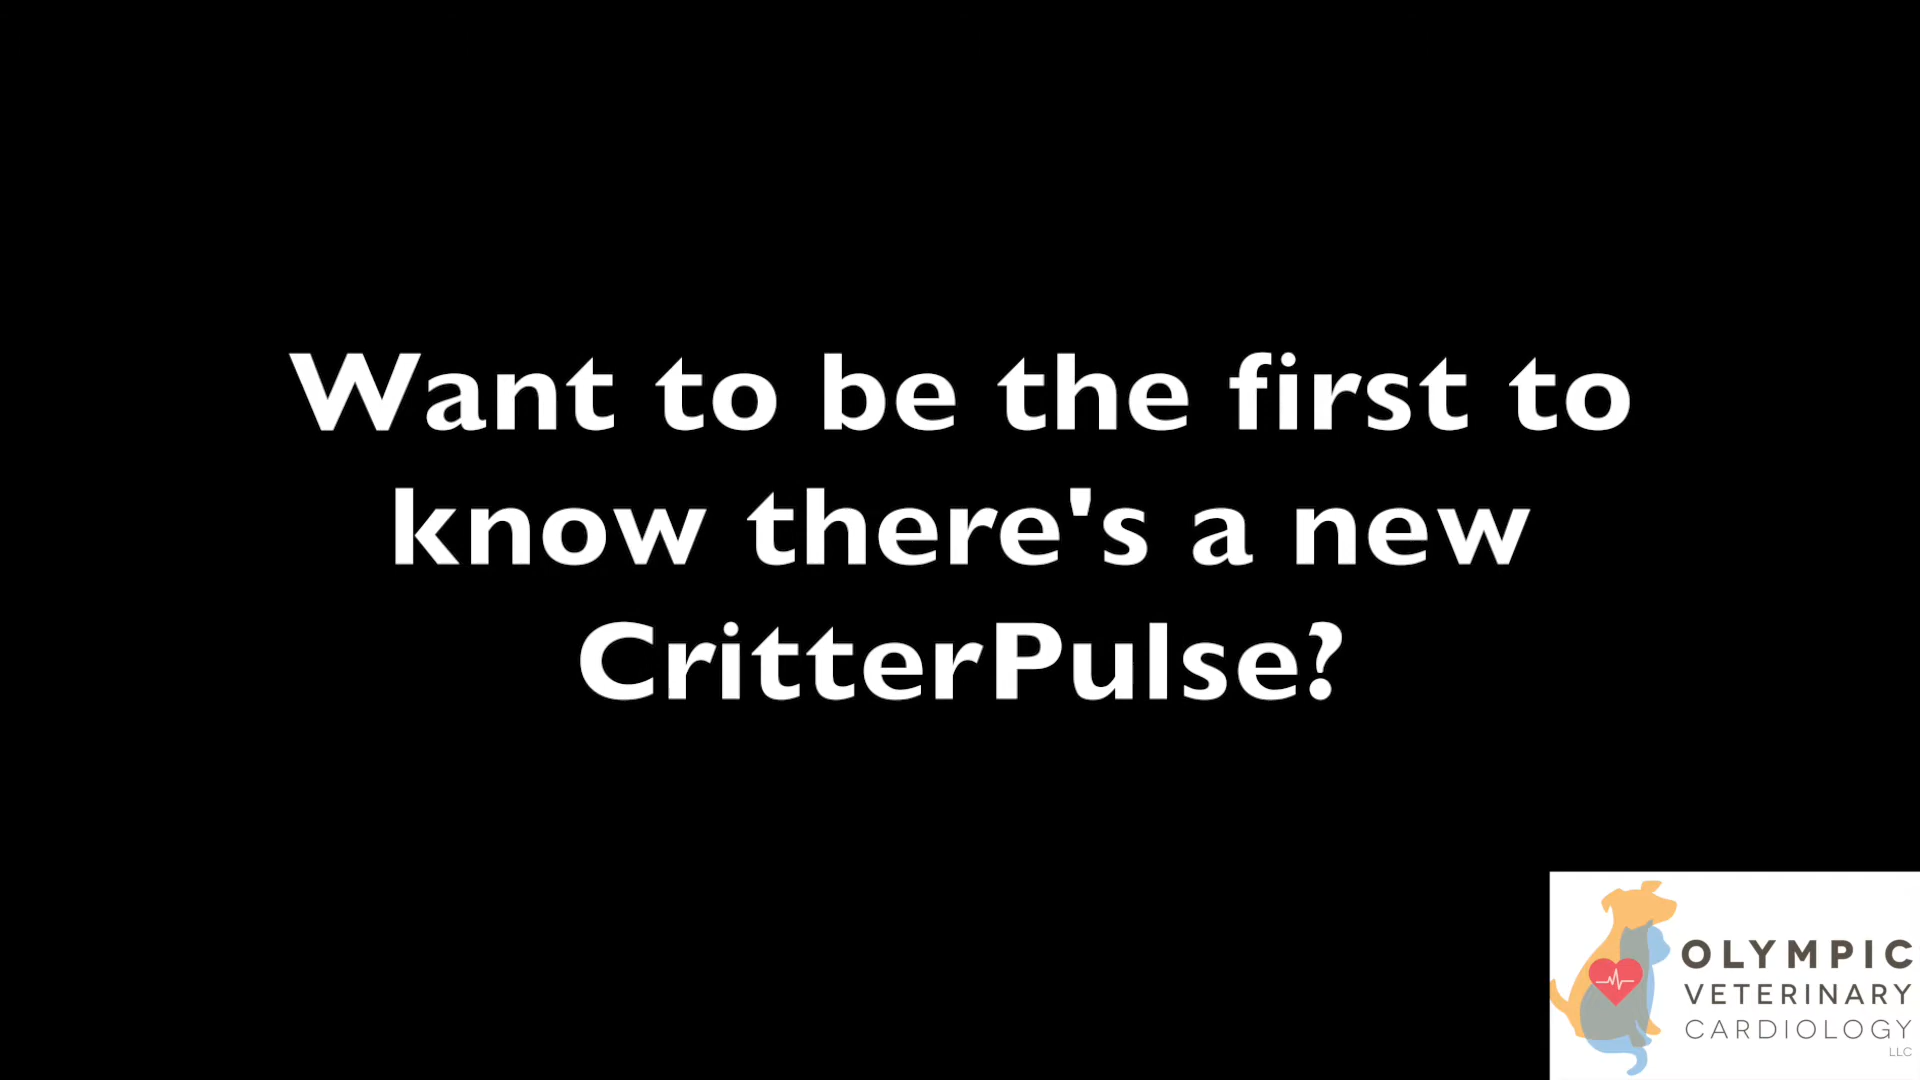 Want to be the first to
know there's a new
CritterPulse?
OLYMPIC
VETERINARY
CARDIOLOGY
LLC